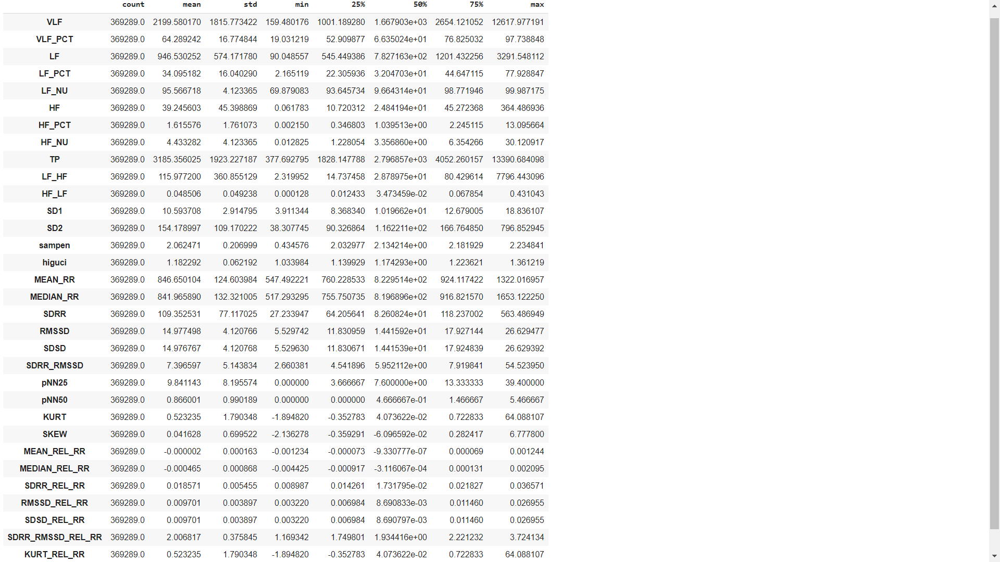 count mean std min 25% 50% 75% max
VLF 369289.0 2199.580170 1815.773422 159.480176 1001.189280 1.667903e+03 2654.121052 12617.977191
VLF_PCT 369289.0 64.289242 16.774844 19.031219 52.909877 6.635024e+01 76.825032 97.738848
LF 369289.0 946.530252 574.171780 90.048557 545.449386 7.827163e+02 1201.432256 3291.548112
LF_PCT 369289.0 34.095182 16.040290 2.165119 22.305936 3.204703e+01 44.647115 77.928847
LF_NU 369289.0 95.566718 4.123365 69.879083 93.645734 9.664314e+01 98.771946 99.987175
HF 369289.0 39.245603 45.398869 0.061783 10.720312 2.484194e+01 45.272368 364.486936
HF_PCT 369289.0 1.615576 1.761073 0.002150 0.346803 1.039513e+00 2.245115 13.095664
HF_NU 369289.0 4.433282 4.123365 0.012825 1.228054 3.356860e+00 6.354266 30.120917
TP 369289.0 3185.356025 1923.227187 377.692795 1828.147788 2.796857e+03 4052.260157 13390.684098
LF_HF 369289.0 115.977200 360.855129 2.319952 14.737458 2.878975e+01 80.429614 7796.443096
HF_LF 369289.0 0.048506 0.049238 0.000128 0.012433 3.473459e-02 0.067854 0.431043
SD1 369289.0 10.593708 2.914795 3.911344 8.368340 1.019662e+01 12.679005 18.836107
SD2 369289.0 154.178997 109.170222 38.307745 90.326864 1.162211e+02 166.764850 796.852945
sampen 369289.0 2.062471 0.206999 0.434576 2.032977 2.134214e+00 2.181929 2.234841
higuci 369289.0 1.182292 0.062192 1.033984 1.139929 1.174293e+00 1.223621 1.361219
MEAN_RR 369289.0 846.650104 124.603984 547.492221 760.228533 8.229514e+02 924.117422 1322.016957
MEDIAN_RR 369289.0 841.965890 132.321005 517.293295 755.750735 8.196896e+02 916.821570 1653.122250
SDRR 369289.0 109.352531 77.117025 27.233947 64.205641 8.260824e+01 118.237002 563.486949
RMSSD 369289.0 14.977498 4.120766 5.529742 11.830959 1.441592e+01 17.927144 26.629477
SDSD 369289.0 14.976767 4.120768 5.529630 11.830671 1.441539e+01 17.924839 26.629392
SDRR_RMSSD 369289.0 7.396597 5.143834 2.660381 4.541896 5.952112e+00 7.919841 54.523950
pNN25 369289.0 9.841143 8.195574 0.000000 3.666667 7.600000e+00 13.333333 39.400000
pNN50 369289.0 0.866001 0.990189 0.000000 0.000000 4.666667e-01 1.466667 5.466667
KURT 369289.0 0.523235 1.790348 -1.894820 -0.352783 4.073622e-02 0.722833 64.088107
SKEW 369289.0 0.041628 0.699522 -2.136278 -0.359291 -6.096592e-02 0.282417 6.777800
MEAN_REL_RR 369289.0 -0.000002 0.000163 -0.001234 -0.000073 -9.330777e-07 0.000069 0.001244
MEDIAN_REL_RR 369289.0 -0.000465 0.000868 -0.004425 -0.000917 -3.116067e-04 0.000131 0.002095
SDRR_REL_RR 369289.0 0.018571 0.005455 0.008987 0.014261 1.731795e-02 0.021827 0.036571
RMSSD_REL_RR 369289.0 0.009701 0.003897 0.003220 0.006984 8.690833e-03 0.011460 0.026955
SDSD_REL_RR 369289.0 0.009701 0.003897 0.003220 0.006984 8.690797e-03 0.011460 0.026955
SDRR_RMSSD_REL_RR 369289.0 2.006817 0.375845 1.169342 1.749801 1.934416e+00 2.221232 3.724134
KURT_REL_RR 369289.0 0.523235 1.790348 -1.894820 -0.352783 4.073622e-02 0.722833 64.088107